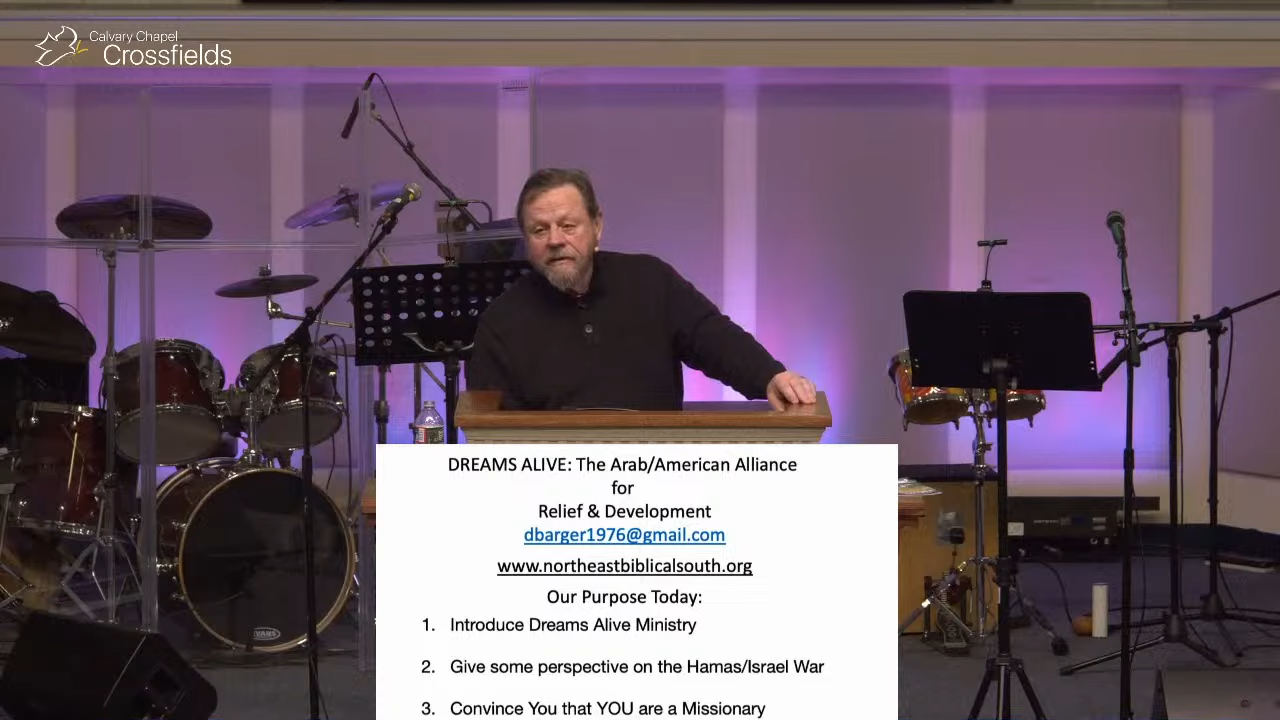 Calvary Chapel
Crossfields
DREAMS ALIVE: The Arab/American Alliance
for
Relief & Development
dbarger1976@gmail.com
www.northeastbiblicalsouth.org
Our Purpose Today:
1. Introduce Dreams Alive Ministry
2. Give some perspective on the Hamas/Israel War
3. Convince You that YOU are a Missionary